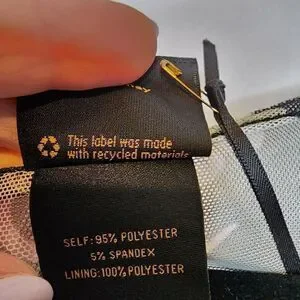 This label was made
with recycled materials
SELF: 95% POLYESTER
5% SPANDEX
LINING: 100% POLYESTER